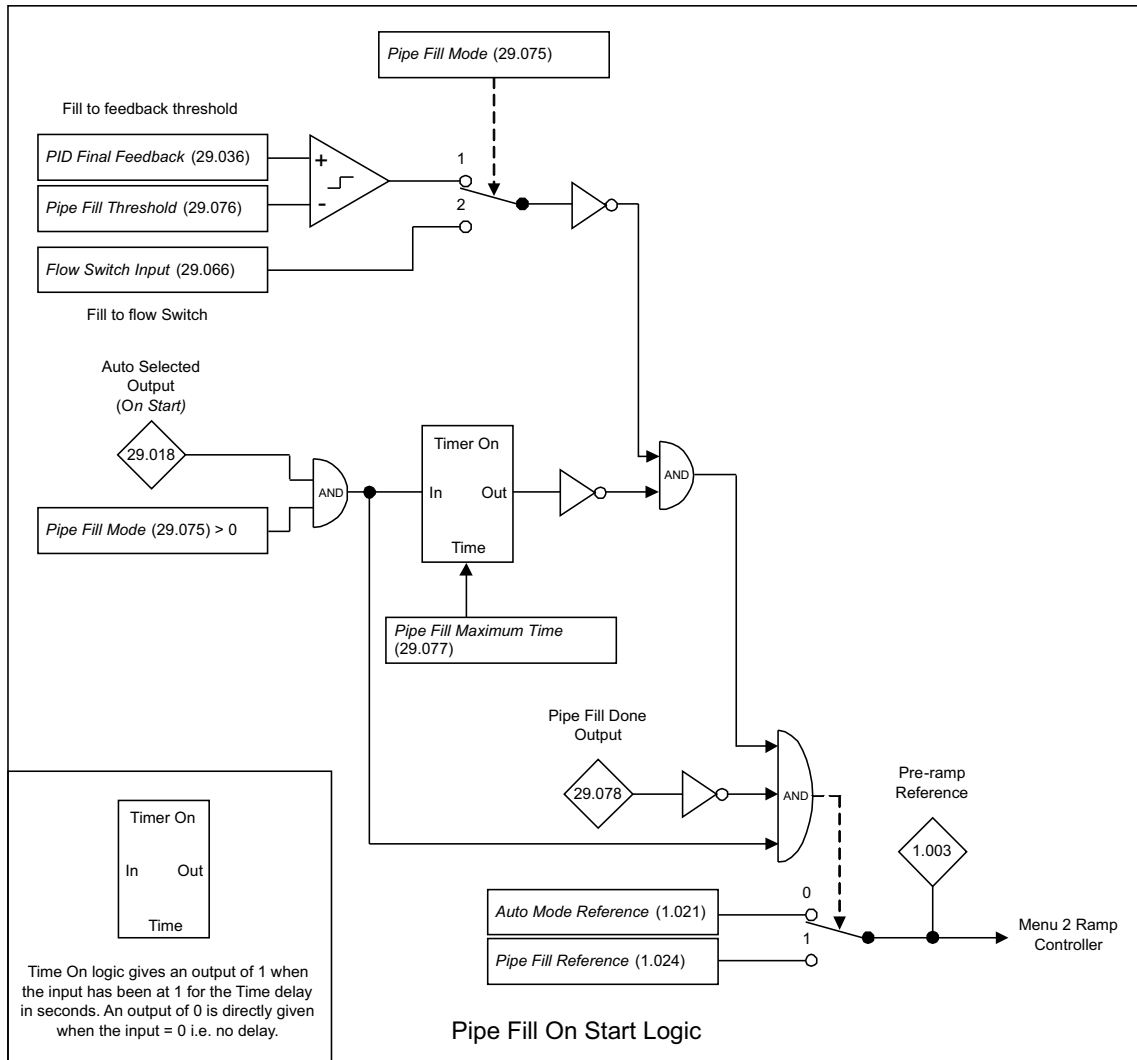 Pipe Fill Mode (29.075)
Fill to feedback threshold
PID Final Feedback (29.036)
+
Pipe Fill Threshold (29.076)
-
1
2
Flow Switch Input (29.066)
Fill to flow Switch
Auto Selected
Output
(On Start)
29.018
AND
Pipe Fill Mode (29.075) > 0
Timer On
In Out
Time
AND
Pipe Fill Maximum Time
(29.077)
Pipe Fill Done
Output
29.078
AND
Pre-ramp
Reference
1.003
0
Auto Mode Reference (1.021)
1
Pipe Fill Reference (1.024)
Menu 2 Ramp
Controller
Timer On
In Out
Time
Time On logic gives an output of 1 when
the input has been at 1 for the Time delay
in seconds. An output of 0 is directly given
when the input = 0 i.e. no delay.
Pipe Fill On Start Logic